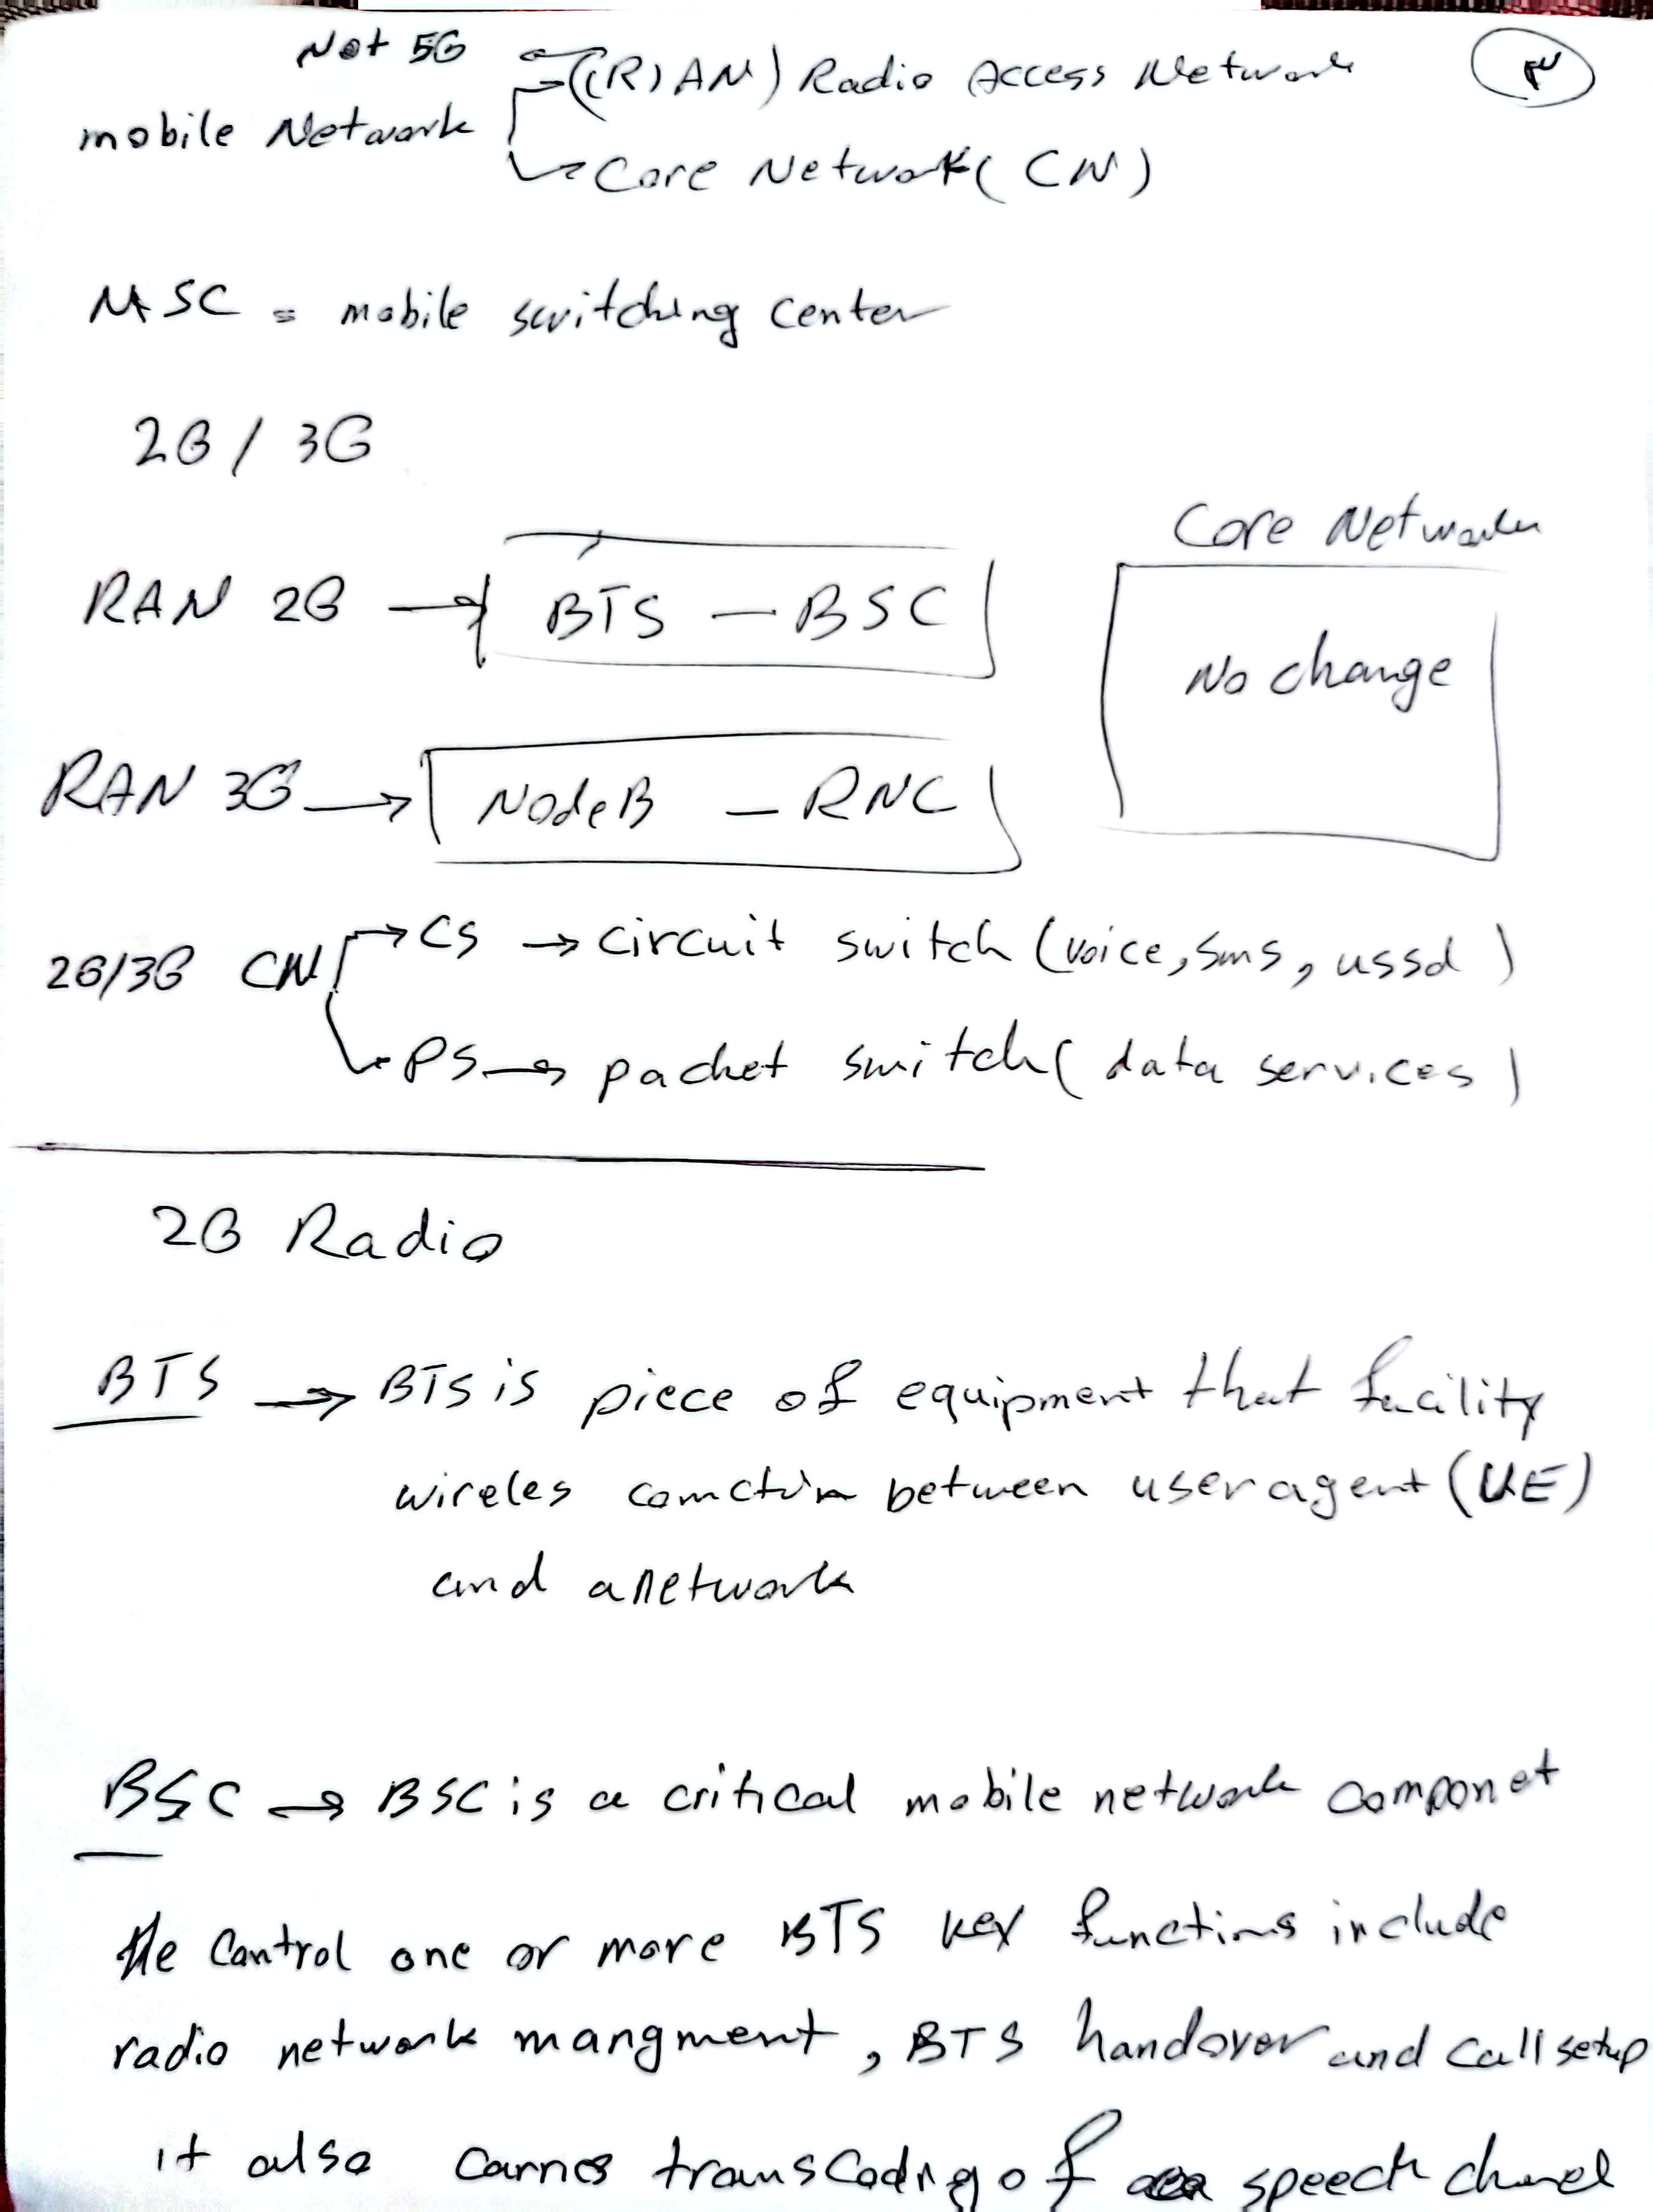 Not 5G
((R)AN) Radio Access Network
mobile Network
Core Network (CN)
MSC = mobile switching center
2G / 3G
Core Network
RAN 2G → BTS — BSC
No change
RAN 3G → NodeB — RNC
2G/3G CN → CS → circuit switch (voice, sms, ussd)
→ PS → packet switch (data services)
2G Radio
BTS → BTS is piece of equipment that facility
wireles between user agent (UE)
and a network
BSC → BSC is a critical mobile network componet
He Control one or more BTS key functions include
radio network mangment, BTS handover and call setup
it also carries transcoding of speech channel